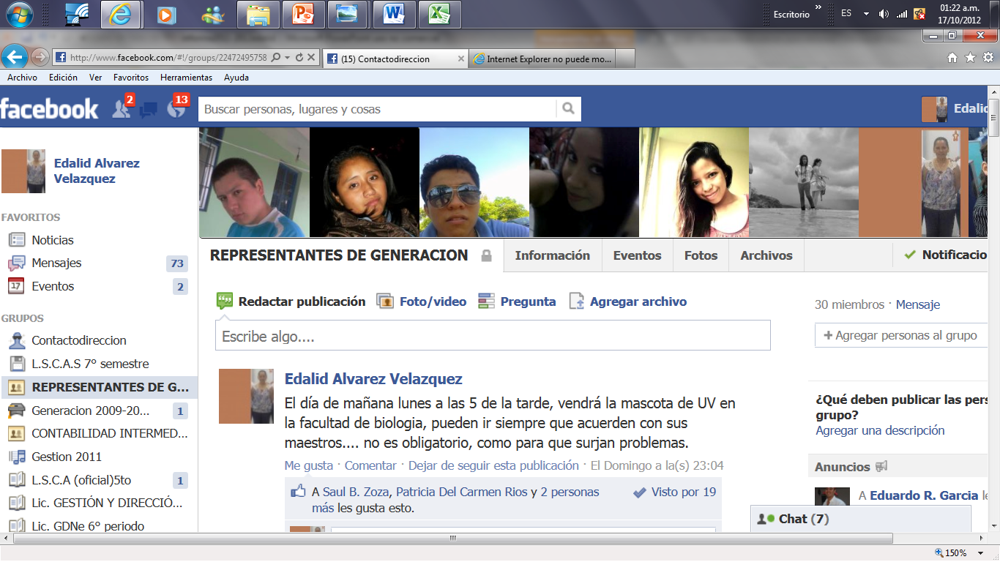 Escritorio
ES
01:22 a.m.
17/10/2012
http://www.facebook.com/#!/groups/22472495758
(15) Contactodireccion
Internet Explorer no puede mo...
Archivo Edición Ver Favoritos Herramientas Ayuda
facebook
2
13
Buscar personas, lugares y cosas
Edalid Alvarez Velazquez
FAVORITOS
Noticias
Mensajes 73
17 Eventos 2
GRUPOS
Contactodireccion
L.S.C.A.S 7° semestre
REPRESENTANTES DE G...
Generacion 2009-20... 1
CONTABILIDAD INTERMED...
Gestion 2011
L.S.C.A (oficial)5to 1
Lic. GESTIÓN Y DIRECCIÓ...
Lic. GDNe 6° periodo
REPRESENTANTES DE GENERACION
Información Eventos Fotos Archivos
Redactar publicación Foto/video Pregunta Agregar archivo
Escribe algo....
Edalid Alvarez Velazquez
El día de mañana lunes a las 5 de la tarde, vendrá la mascota de UV en
la facultad de biologia, pueden ir siempre que acuerden con sus
maestros.... no es obligatorio, como para que surjan problemas.
Me gusta · Comentar · Dejar de seguir esta publicación · El Domingo a la(s) 23:04
A Saul B. Zoza, Patricia Del Carmen Rios y 2 personas
más les gusta esto.
Visto por 19
30 miembros · Mensaje
+ Agregar personas al grupo
¿Qué deben publicar las
grupo?
Agregar una descripción
Anuncios
A Eduardo R. Garcia
Chat (7)
150%